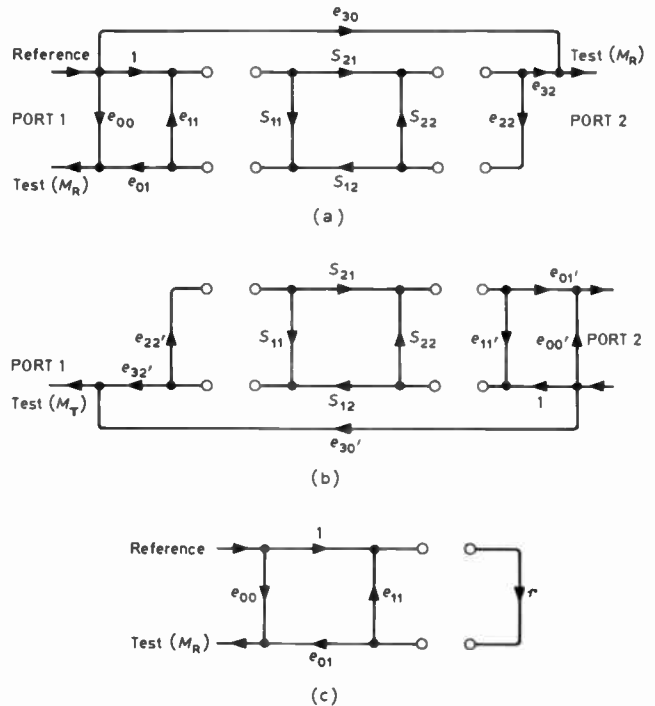 e30
Reference 1 S21 Test (MR)
e32
PORT 1 e00 e11 S11 S22 e22 PORT 2
Test (MR) e01 S12
(a)
S21 e01'
PORT 1 e22' S11 S22 e11' e00' PORT 2
e32'
Test (MT) S12 1
e30'
(b)
Reference 1
e00 e11 r
Test (MR) e01
(c)